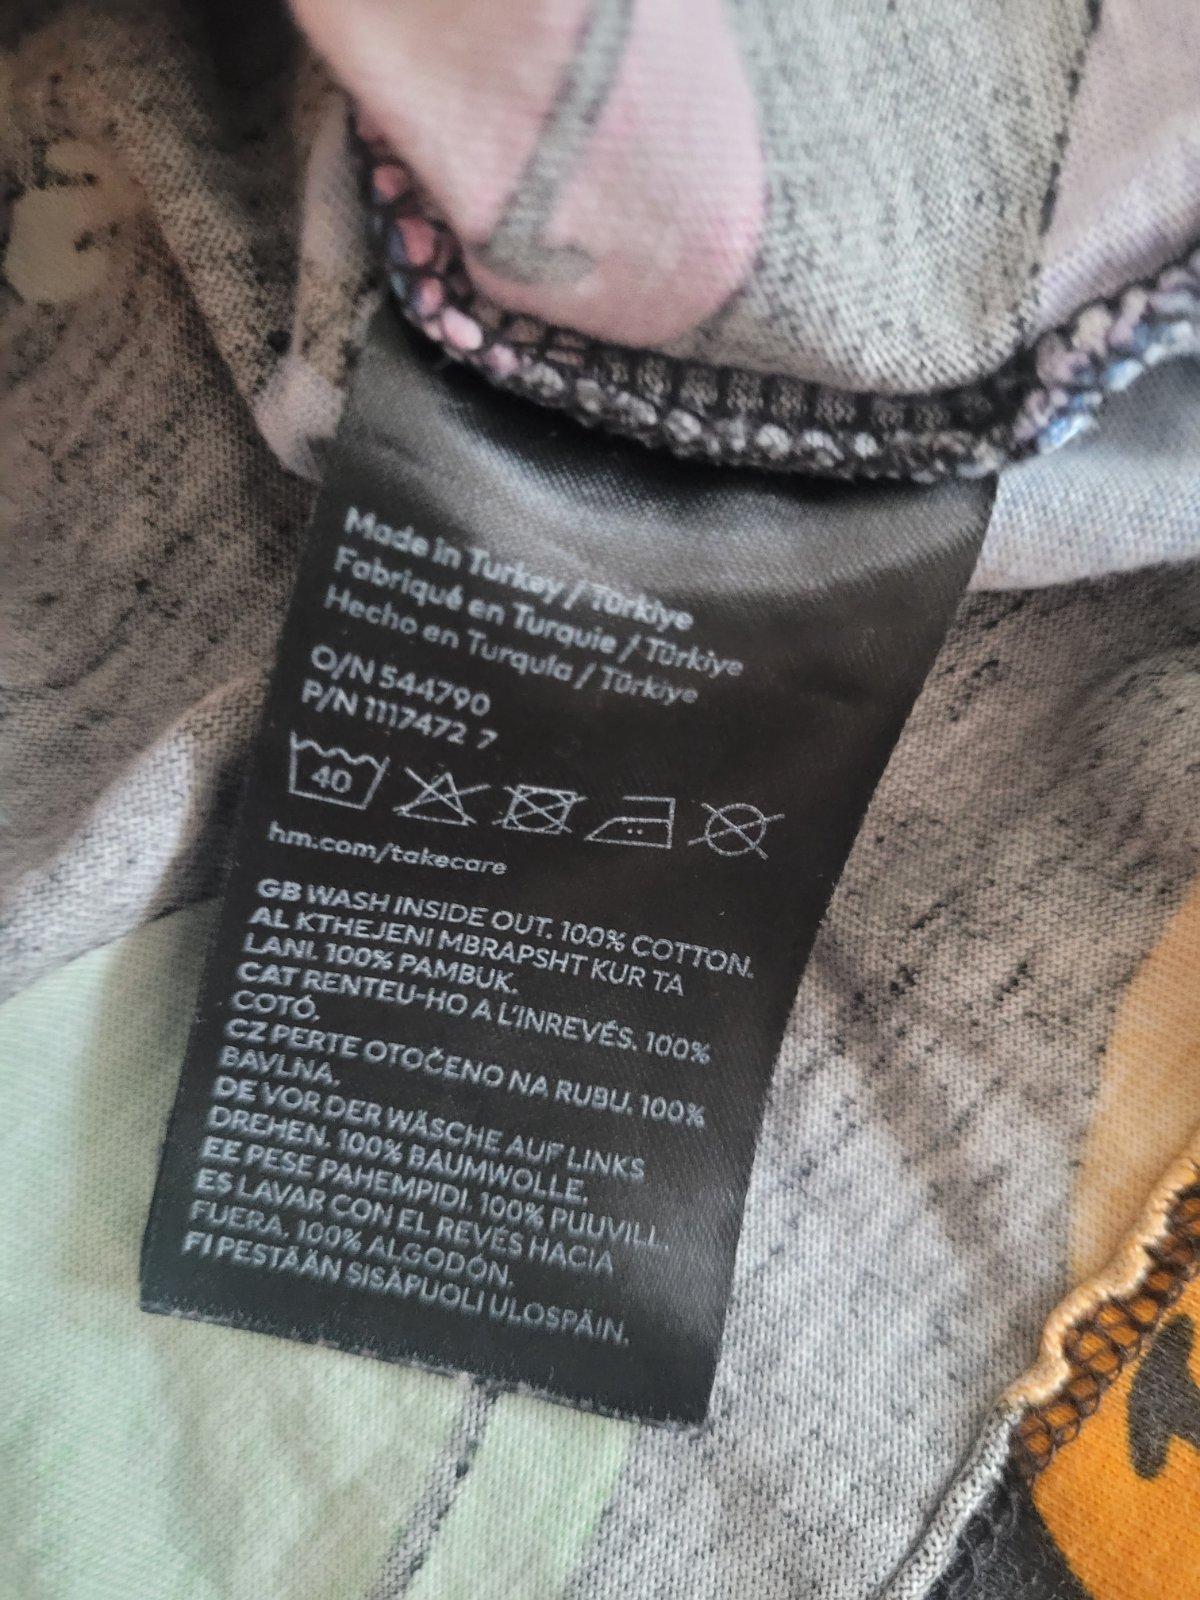 Made in Turkey / Türkiye
Fabriqué en Turquie / Türkiye
Hecho en Turquía / Türkiye
O/N 544790
P/N 1117472 7
40
hm.com/takecare
GB WASH INSIDE OUT. 100% COTTON.
AL KTHEJENI MBRAPSHT KUR TA
LANI. 100% PAMBUK.
CAT RENTEU-HO A L'INREVÉS. 100%
COTÓ.
CZ PERTE OTOČENO NA RUBU. 100%
BAVLNA.
DE VOR DER WÄSCHE AUF LINKS
DREHEN. 100% BAUMWOLLE.
EE PESE PAHEMPIDI. 100% PUUVILL.
ES LAVAR CON EL REVÉS HACIA
FUERA. 100% ALGODÓN.
FI PESTÄÄN SISÄPUOLI ULOSPÄIN.